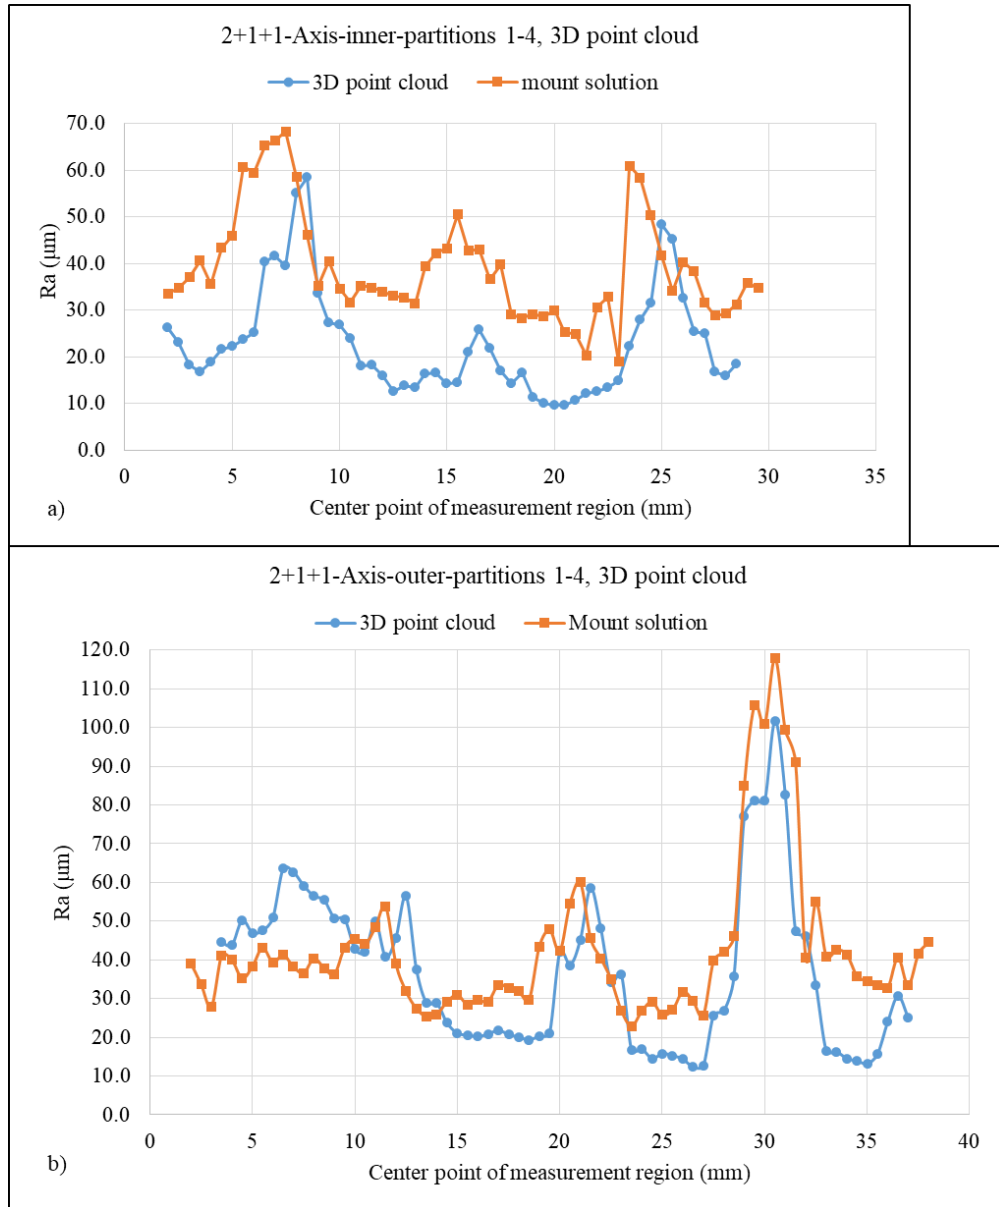 2+1+1-Axis-inner-partitions 1-4, 3D point cloud
3D point cloud mount solution
70.0
60.0
50.0
40.0
30.0
20.0
10.0
0.0
Ra (μm)
0 5 10 15 20 25 30 35
Center point of measurement region (mm)
a)
2+1+1-Axis-outer-partitions 1-4, 3D point cloud
3D point cloud Mount solution
120.0
110.0
100.0
90.0
80.0
70.0
60.0
50.0
40.0
30.0
20.0
10.0
0.0
Ra (μm)
0 5 10 15 20 25 30 35 40
Center point of measurement region (mm)
b)